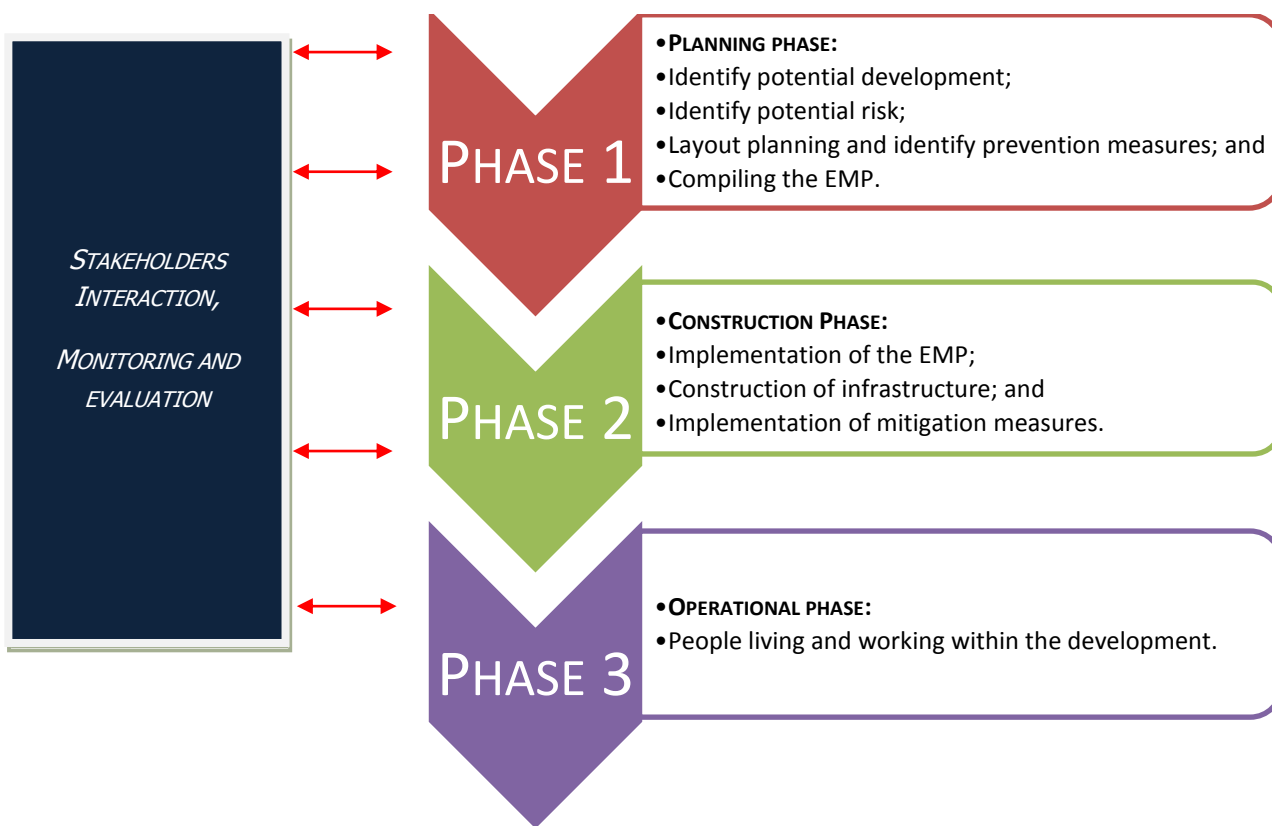 STAKEHOLDERS
INTERACTION,
MONITORING AND
EVALUATION
PHASE 1
•PLANNING PHASE:
•Identify potential development;
•Identify potential risk;
•Layout planning and identify prevention measures; and
•Compiling the EMP.
PHASE 2
•CONSTRUCTION PHASE:
•Implementation of the EMP;
•Construction of infrastructure; and
•Implementation of mitigation measures.
PHASE 3
•OPERATIONAL PHASE:
•People living and working within the development.